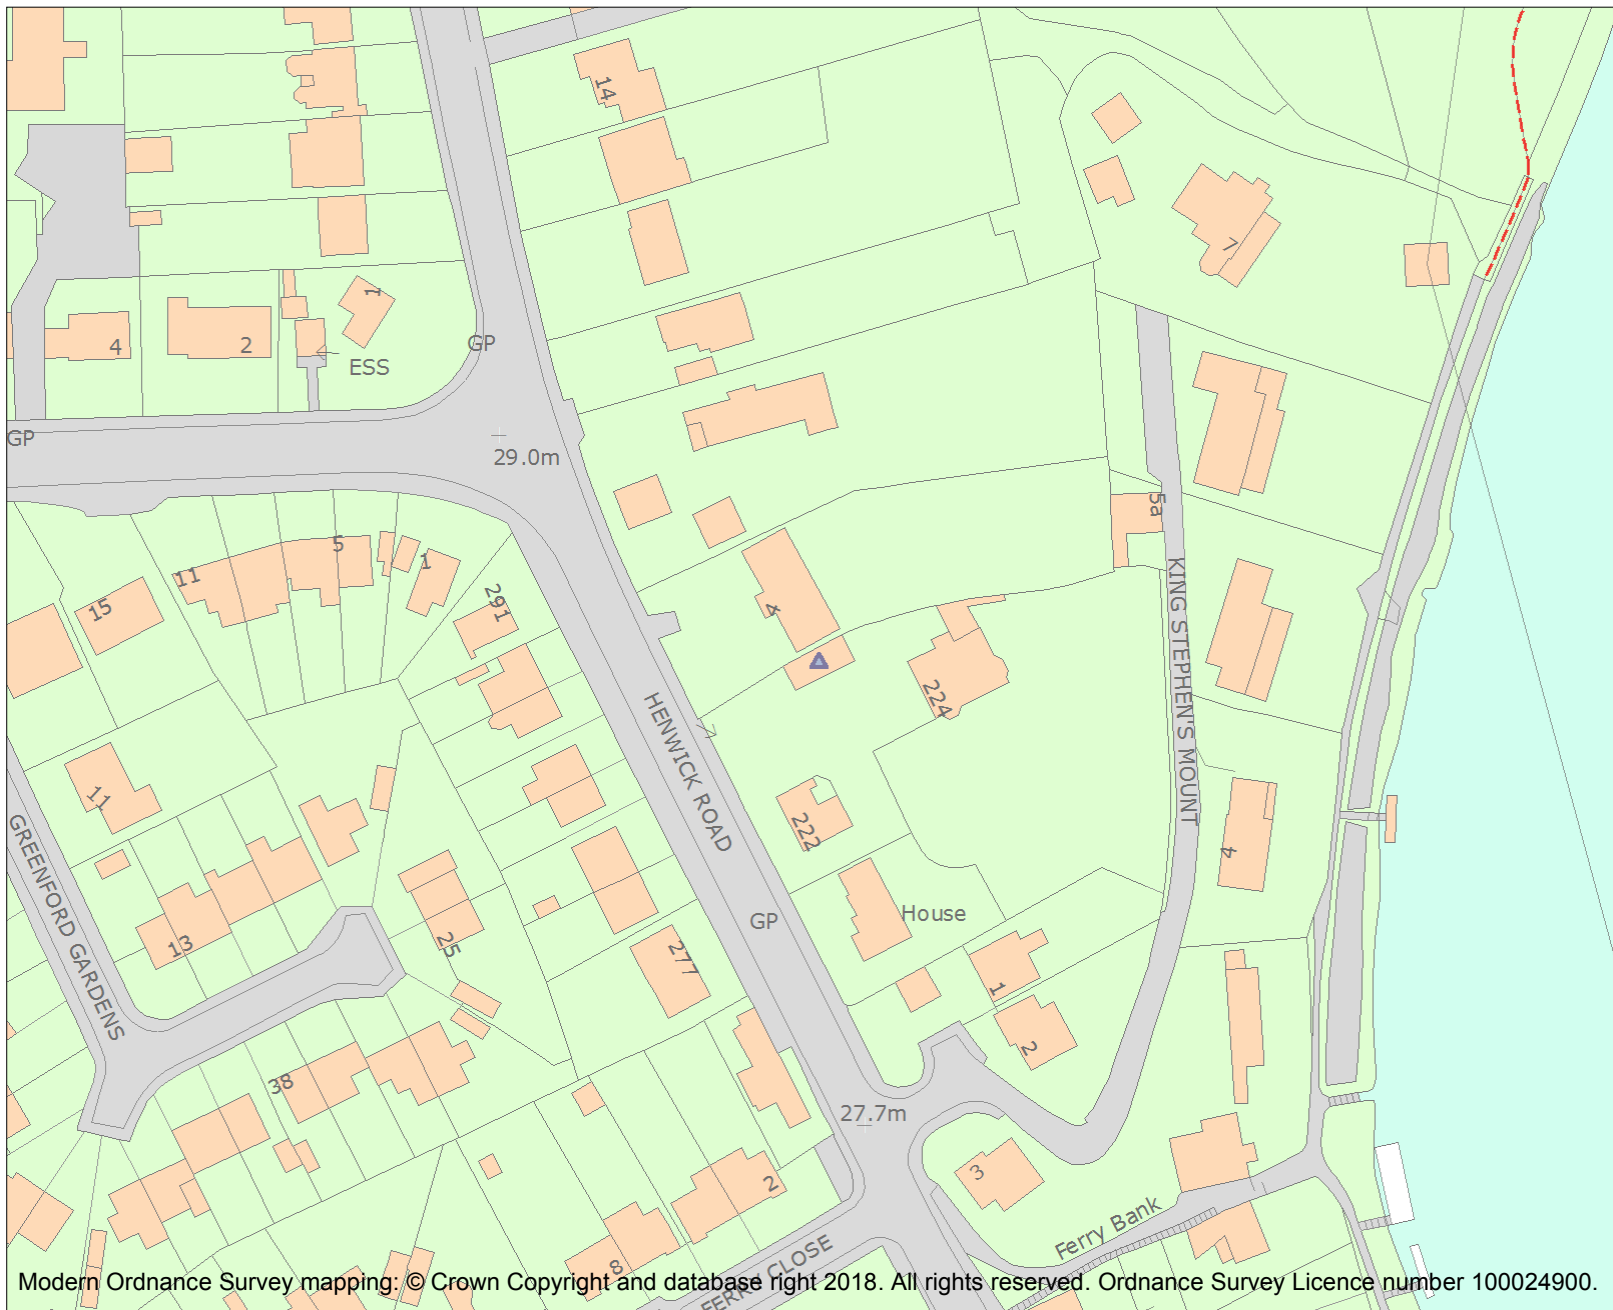 14
1
7
4
2
ESS
GP
GP
29.0m
5a
5
11
1
15
291
4
KING STEPHEN'S MOUNT
224
HENWICK ROAD
11
222
4
GREENFORD GARDENS
House
GP
13
25
277
1
2
38
27.7m
3
2
Ferry Bank
8
FERRY CLOSE
Modern Ordnance Survey mapping: © Crown Copyright and database right 2018. All rights reserved. Ordnance Survey Licence number 100024900.